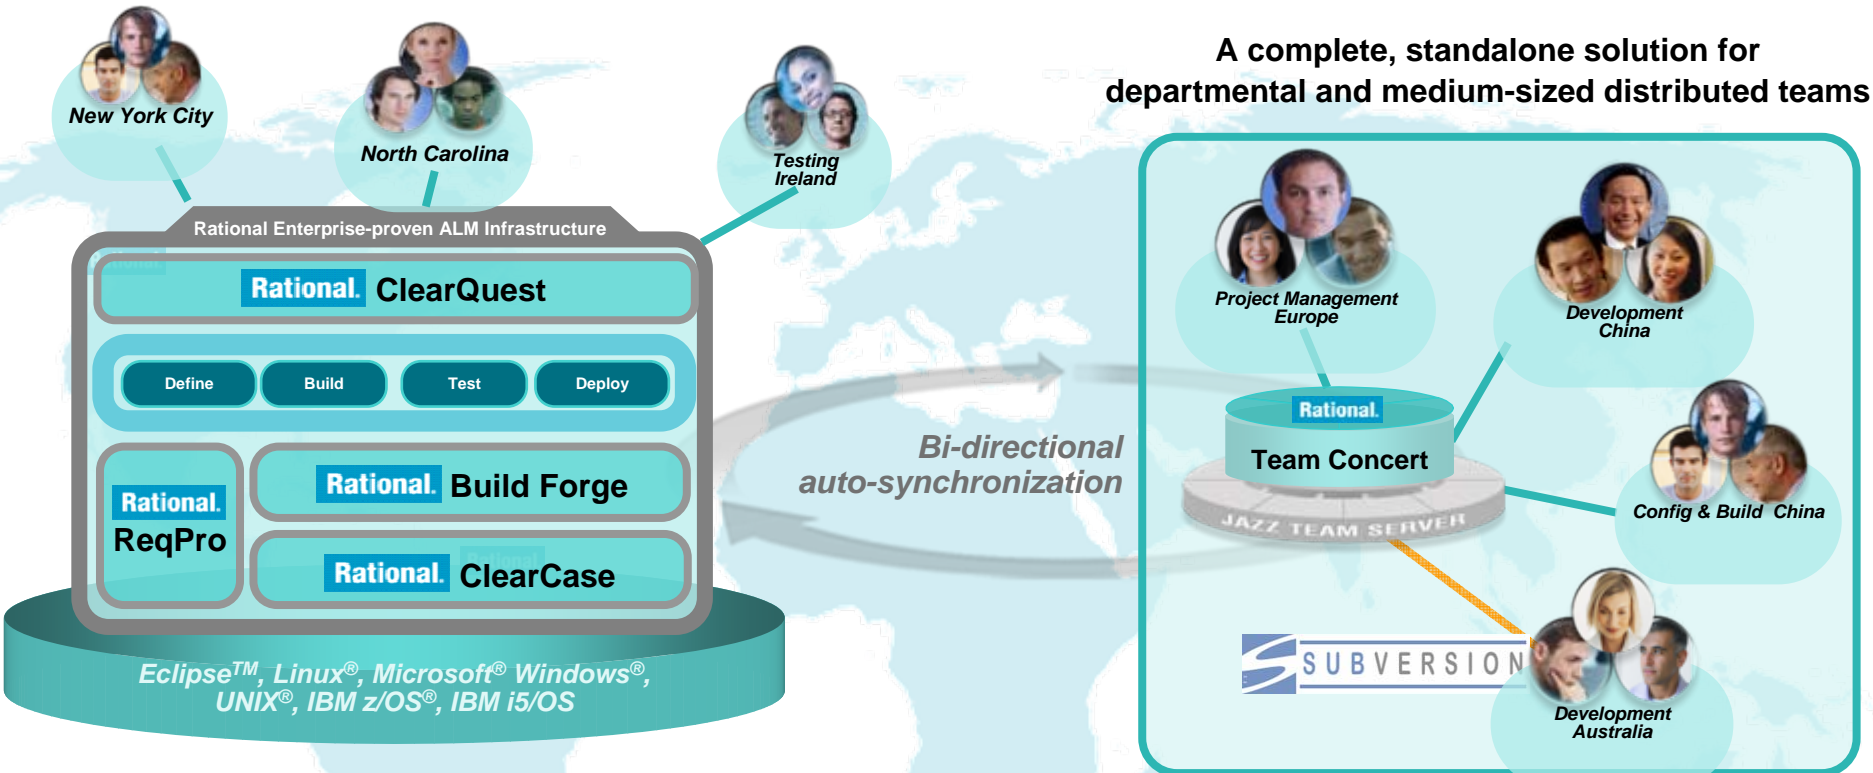 A complete, standalone solution for
departmental and medium-sized distributed teams
New York City
North Carolina
Testing
Ireland
Rational Enterprise-proven ALM Infrastructure
Rational. ClearQuest
Define
Build
Test
Deploy
Rational.
ReqPro
Rational. Build Forge
Rational. ClearCase
Eclipse™, Linux®, Microsoft® Windows®,
UNIX®, IBM z/OS®, IBM i5/OS
Bi-directional
auto-synchronization
Project Management
Europe
Development
China
Rational.
Team Concert
JAZZ TEAM SERVER
Config & Build China
SUBVERSION
Development
Australia